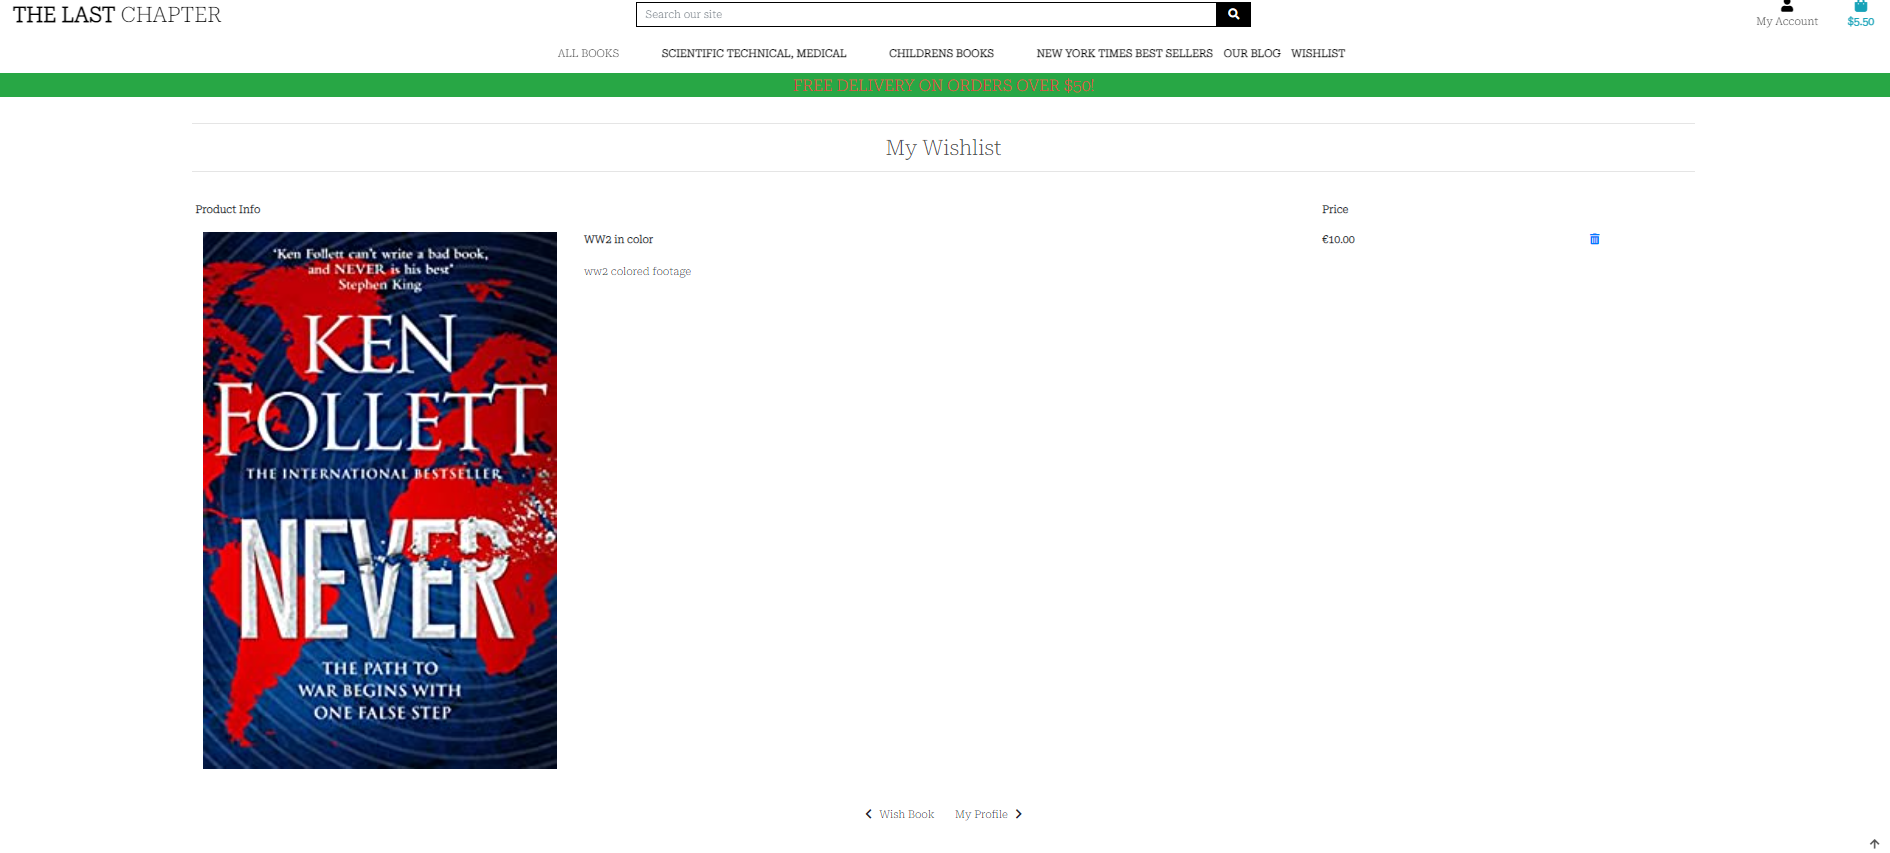 THE LAST CHAPTER
Search our site
My Account
$5.50
ALL BOOKS
SCIENTIFIC TECHNICAL, MEDICAL
CHILDRENS BOOKS
NEW YORK TIMES BEST SELLERS
OUR BLOG
WISHLIST
FREE DELIVERY ON ORDERS OVER $50!
My Wishlist
Product Info
Price
'Ken Follett can't write a bad book,
and NEVER is his best'
Stephen King
KEN
FOLLETT
THE INTERNATIONAL BESTSELLER
NEVER
THE PATH TO
WAR BEGINS WITH
ONE FALSE STEP
WW2 in color
ww2 colored footage
€10.00
Wish Book
My Profile